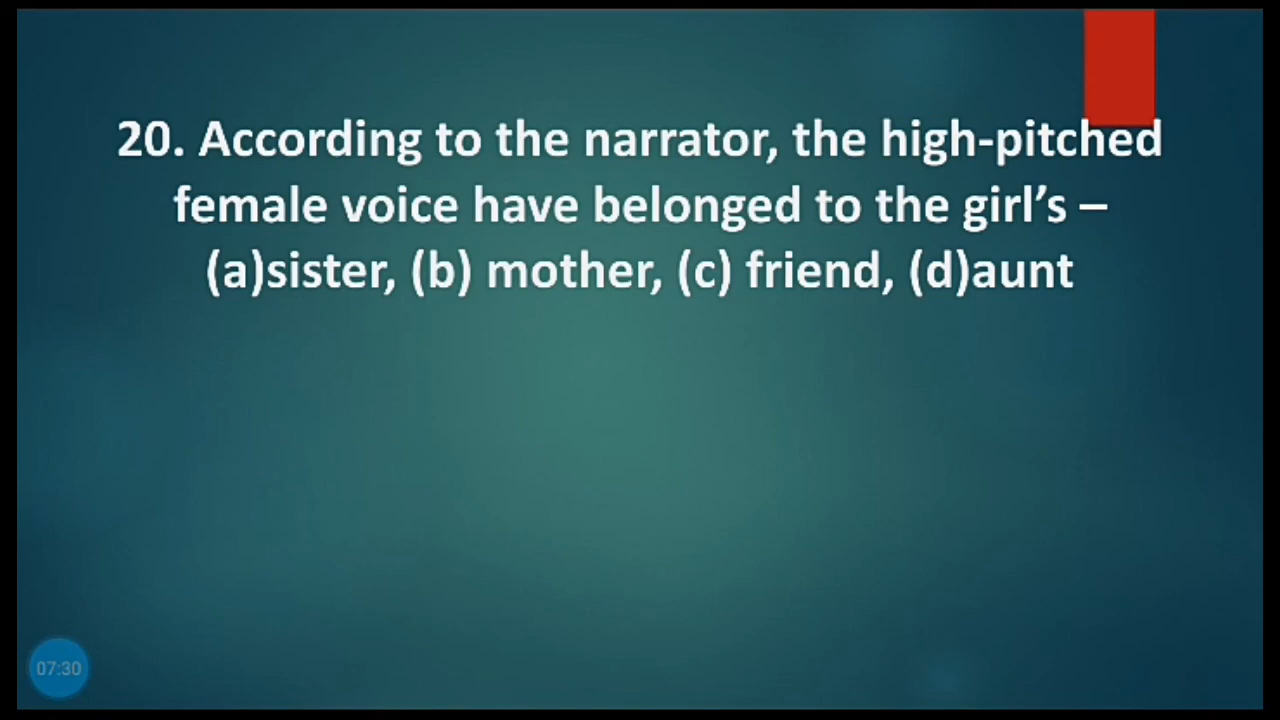 20. According to the narrator, the high-pitched
female voice have belonged to the girl’s –
(a)sister, (b) mother, (c) friend, (d)aunt
07:30